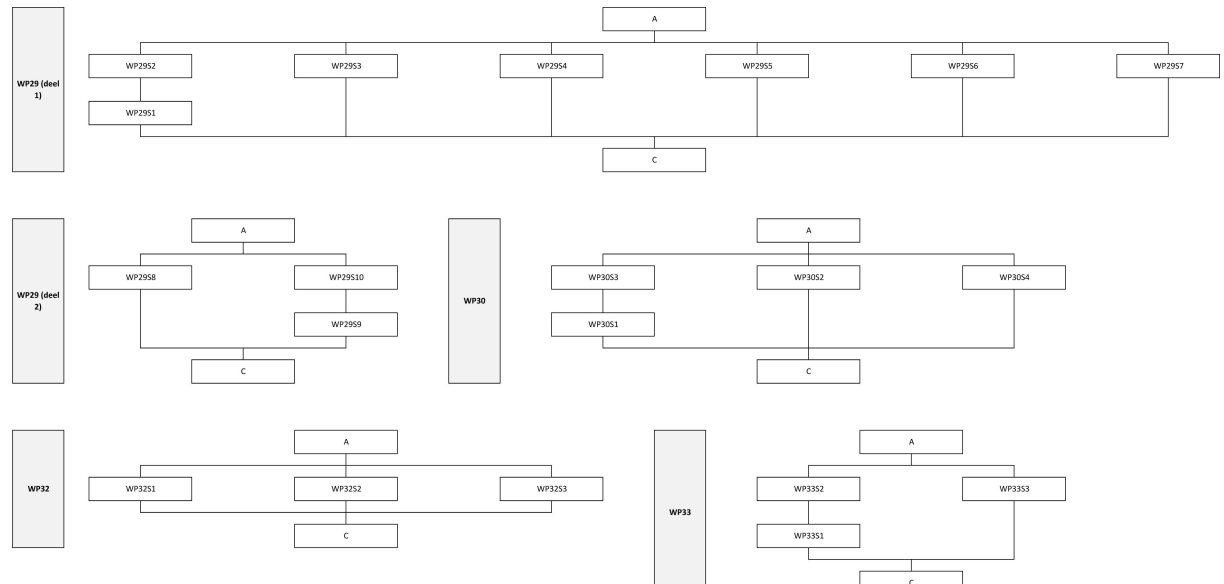 A
WP29 (deel
1)
WP29S2
WP29S3
WP29S4
WP29S5
WP29S6
WP29S7
WP29S1
C
WP29 (deel
2)
A
WP29S8
WP29S10
WP29S9
C
WP30
A
WP30S3
WP30S2
WP30S4
WP30S1
C
WP32
A
WP32S1
WP32S2
WP32S3
C
WP33
A
WP33S2
WP33S3
WP33S1
C